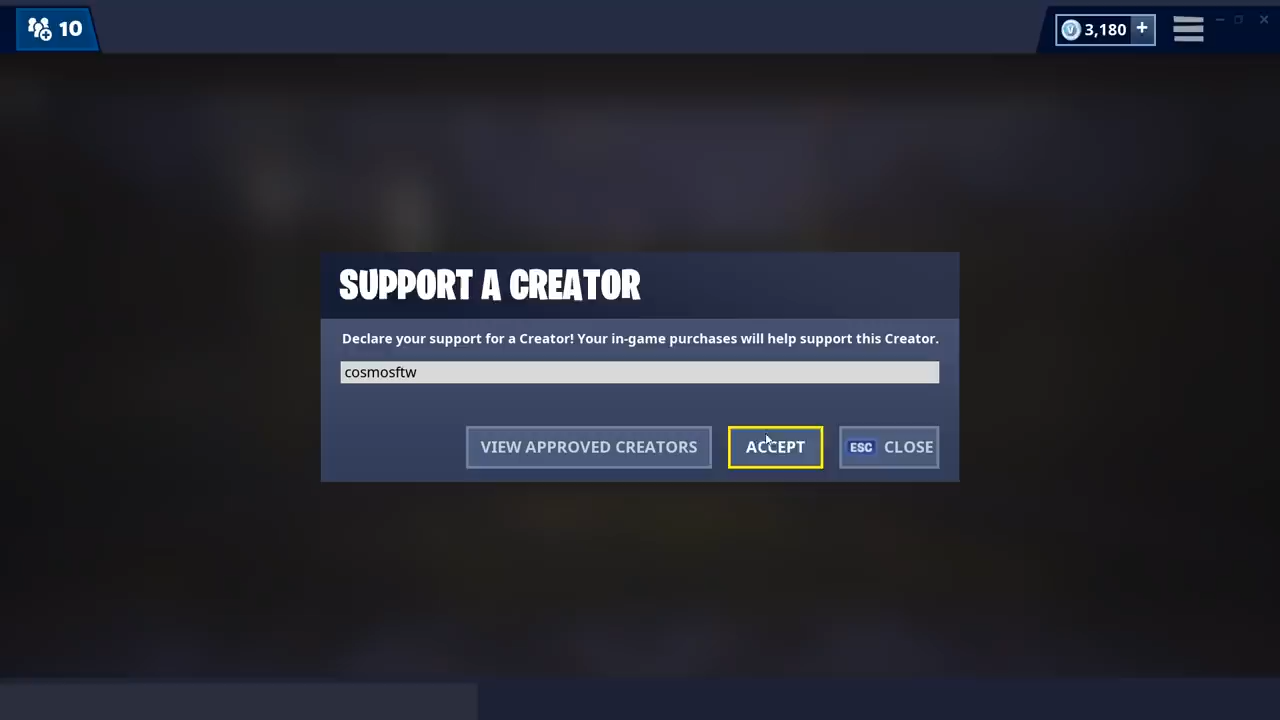 10
3,180 +
SUPPORT A CREATOR
Declare your support for a Creator! Your in-game purchases will help support this Creator.
cosmosftw
VIEW APPROVED CREATORS ACCEPT ESC CLOSE